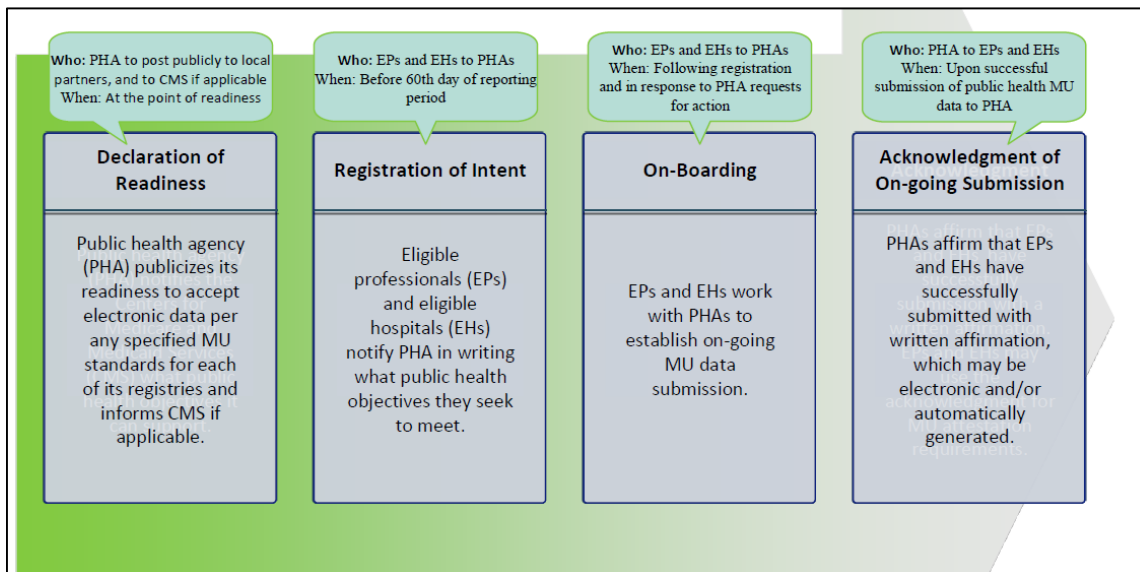 Who: PHA to post publicly to local
partners, and to CMS if applicable
When: At the point of readiness
Declaration of
Readiness
Public health agency
(PHA) publicizes its
readiness to accept
electronic data per
any specified MU
standards for each
of its registries and
informs CMS if
applicable.
Who: EPs and EHs to PHAs
When: Before 60th day of reporting
period
Registration of Intent
Eligible
professionals (EPs)
and eligible
hospitals (EHs)
notify PHA in writing
what public health
objectives they seek
to meet.
Who: EPs and EHs to PHAs
When: Following registration
and in response to PHA requests
for action
On-Boarding
EPs and EHs work
with PHAs to
establish on-going
MU data
submission.
Who: PHA to EPs and EHs
When: Upon successful
submission of public health MU
data to PHA
Acknowledgment of
On-going Submission
PHAs affirm that EPs
and EHs have
successfully
submitted with
written affirmation,
which may be
electronic and/or
automatically
generated.